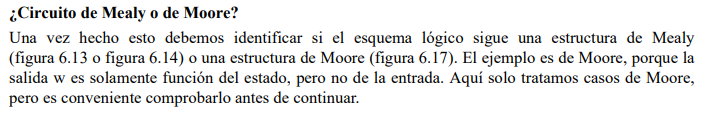 ¿Circuito de Mealy o de Moore?
Una vez hecho esto debemos identificar si el esquema lógico sigue una estructura de Mealy
(figura 6.13 o figura 6.14) o una estructura de Moore (figura 6.17). El ejemplo es de Moore, porque la
salida w es solamente función del estado, pero no de la entrada. Aquí solo tratamos casos de Moore,
pero es conveniente comprobarlo antes de continuar.